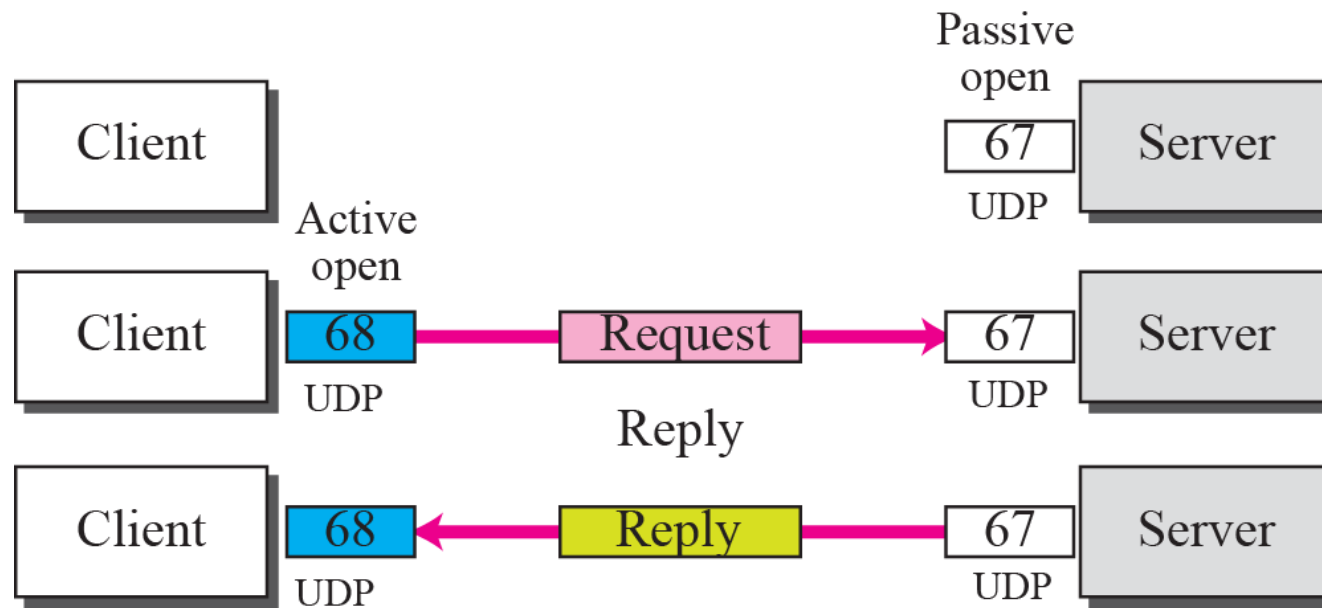 Passive
open
Client
67
Server
UDP
Active
open
Client
68
Request
67
Server
UDP
UDP
Reply
Client
68
Reply
67
Server
UDP
UDP